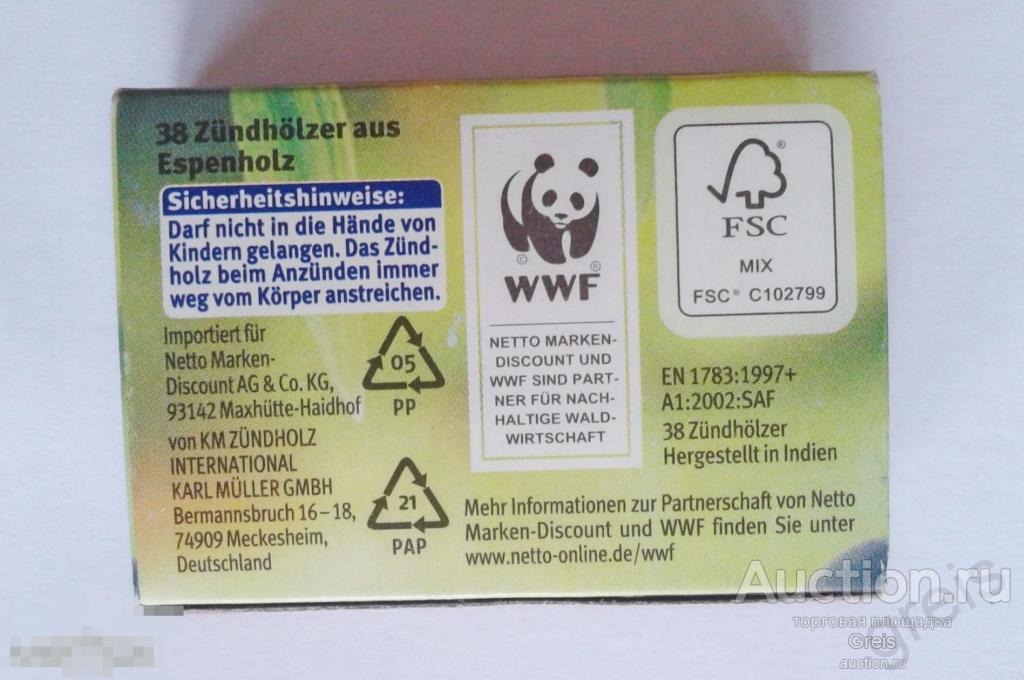 38 Zündhölzer aus
Espenholz
Sicherheitshinweise:
Darf nicht in die Hände von
Kindern gelangen. Das Zünd-
holz beim Anzünden immer
weg vom Körper anstreichen.
Importiert für
Netto Marken-
Discount AG & Co. KG,
93142 Maxhütte-Haidhof
von KM ZÜNDHOLZ
INTERNATIONAL
KARL MÜLLER GMBH
Bermannsbruch 16–18,
74909 Meckesheim,
Deutschland
05
PP
21
PAP
©
WWF®
NETTO MARKEN-
DISCOUNT UND
WWF SIND PART-
NER FÜR NACH-
HALTIGE WALD-
WIRTSCHAFT
®
FSC
MIX
FSC® C102799
EN 1783:1997+
A1:2002:SAF
38 Zündhölzer
Hergestellt in Indien
Mehr Informationen zur Partnerschaft von Netto
Marken-Discount und WWF finden Sie unter
www.netto-online.de/wwf
Auction.ru
торговая площадка
Greis
auction.ru